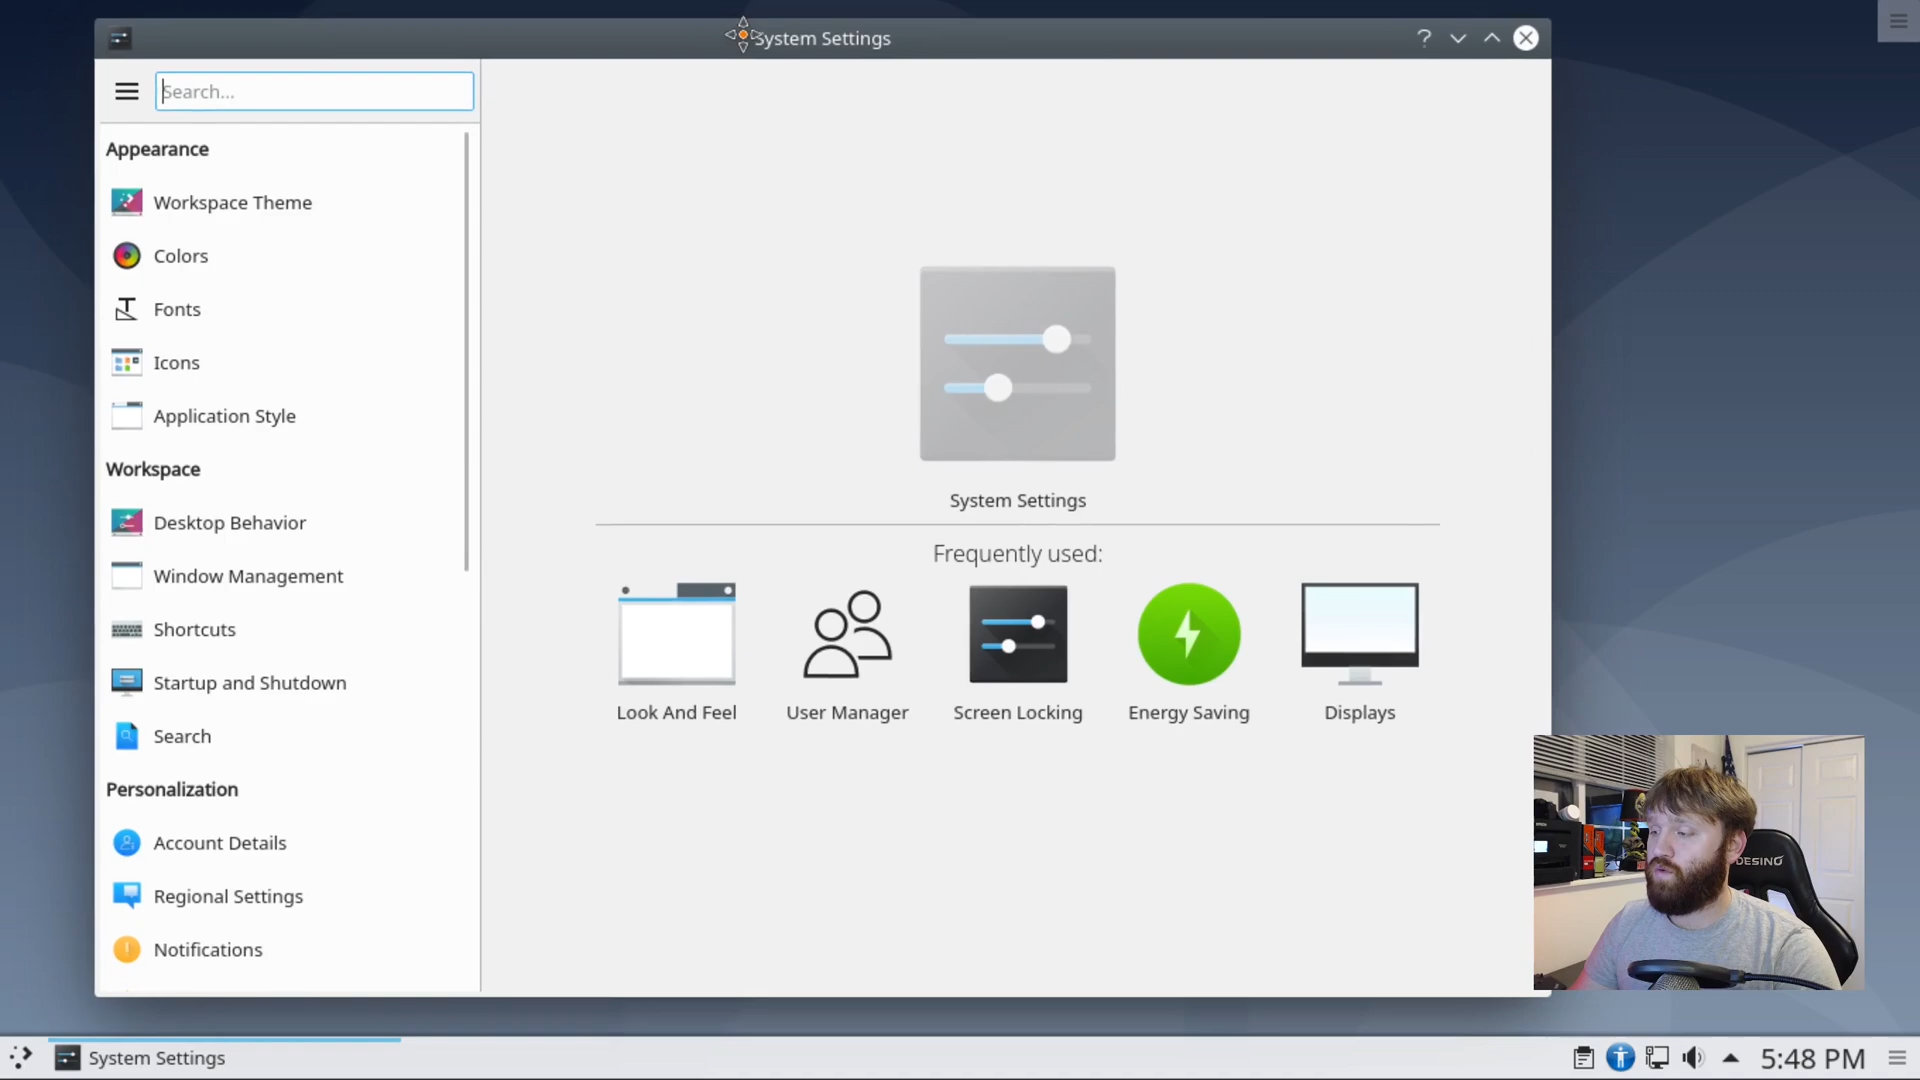 System Settings
?
Search...
Appearance
Workspace Theme
Colors
Fonts
Icons
Application Style
Workspace
Desktop Behavior
Window Management
Shortcuts
Startup and Shutdown
Search
Personalization
Account Details
Regional Settings
Notifications
System Settings
Frequently used:
Look And Feel
User Manager
Screen Locking
Energy Saving
Displays
DESINO
System Settings
5:48 PM